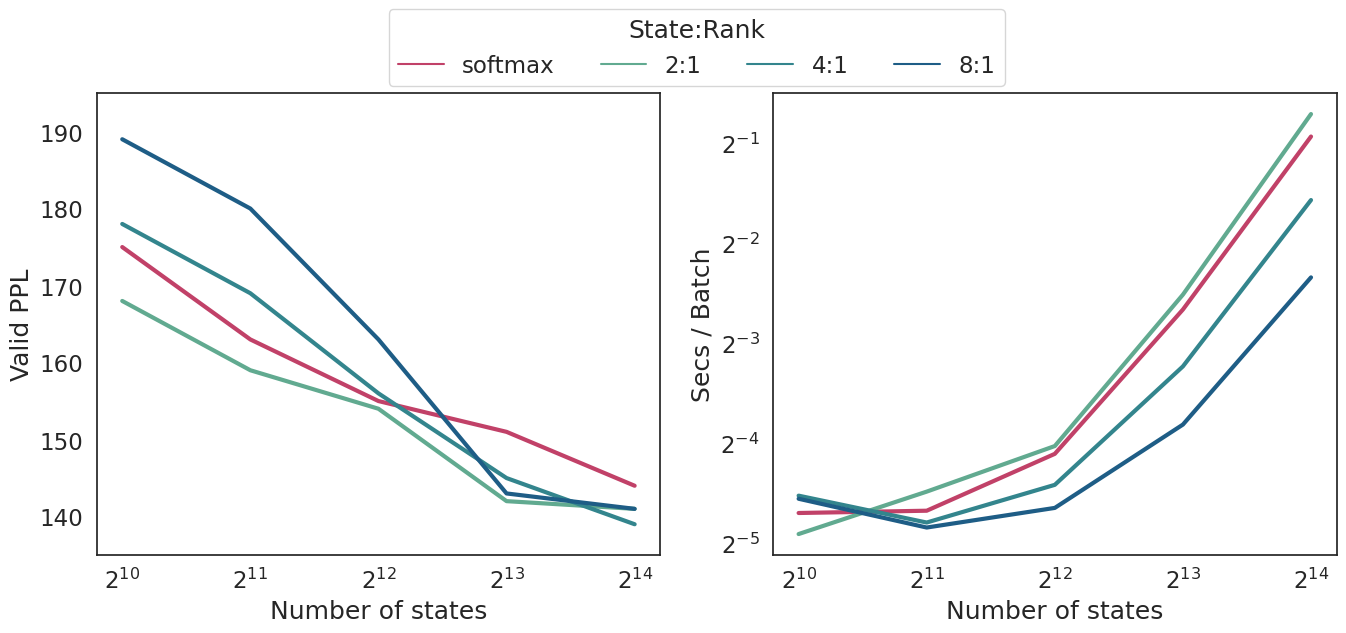 State:Rank
softmax 2:1 4:1 8:1
190
180
170
160
150
140
Valid PPL
2^10 2^11 2^12 2^13 2^14
Number of states
2^-1
2^-2
2^-3
2^-4
2^-5
Secs / Batch
2^10 2^11 2^12 2^13 2^14
Number of states